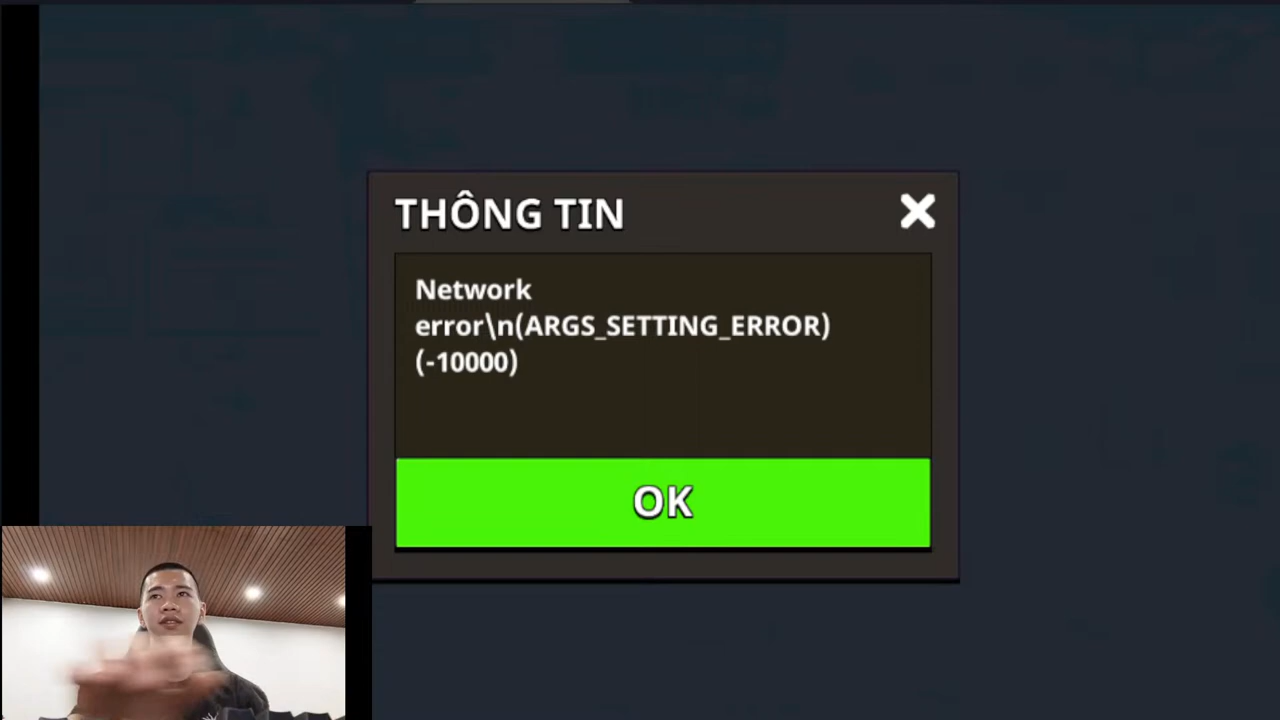 THÔNG TIN
Network
error\n(ARGS_SETTING_ERROR)
(-10000)
OK